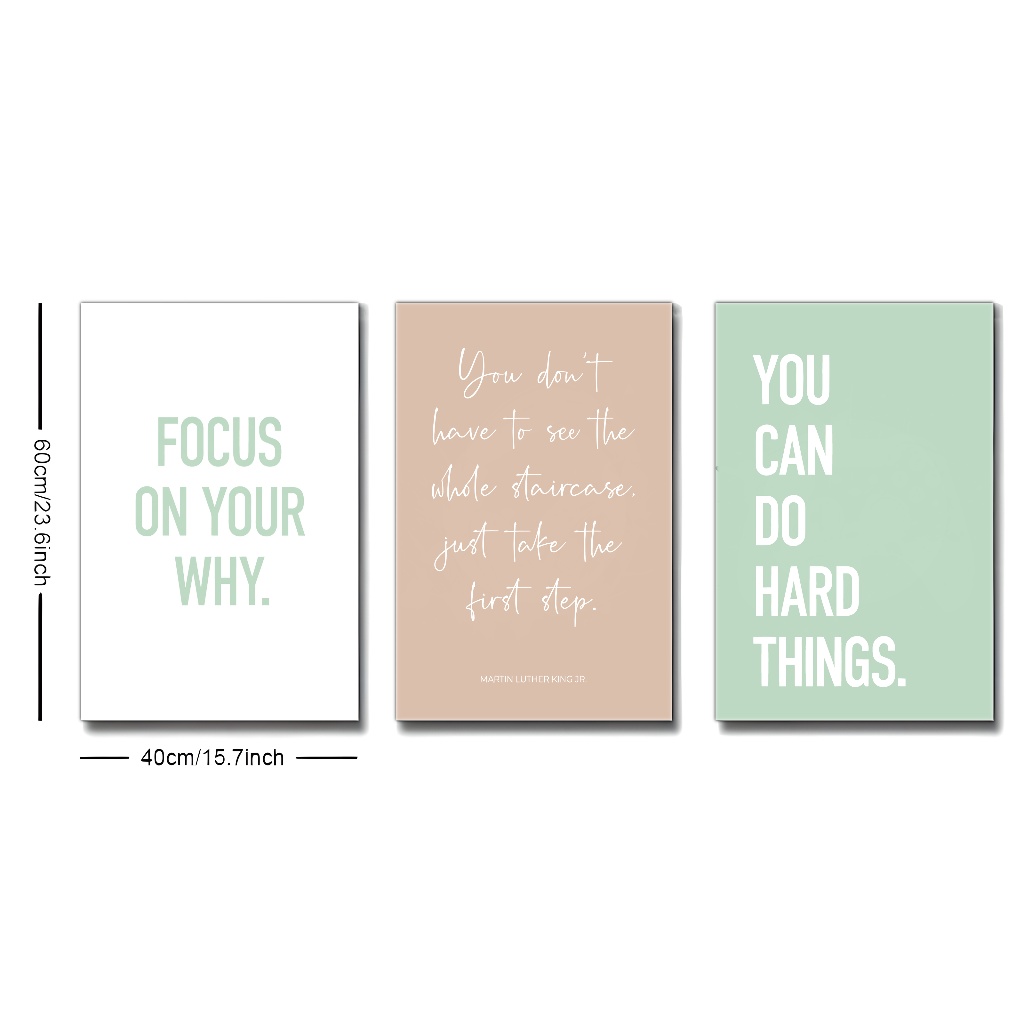 60cm/23.6inch
FOCUS
ON YOUR
WHY.
40cm/15.7inch
You don't
have to see the
whole staircase,
just take the
first step.
MARTIN LUTHER KING JR
YOU
CAN
DO
HARD
THINGS.